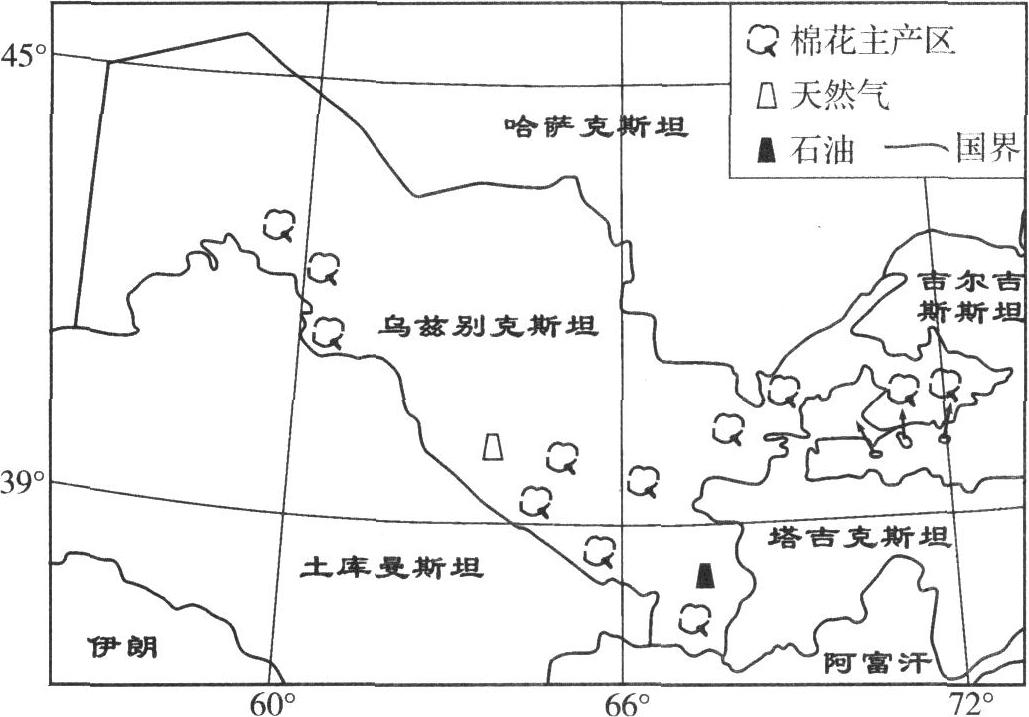 45°
棉花主产区
天然气
石油
国界
哈萨克斯坦
吉尔吉
斯斯坦
乌兹别克斯坦
39°
塔吉克斯坦
土库曼斯坦
伊朗
阿富汗
60°
66°
72°